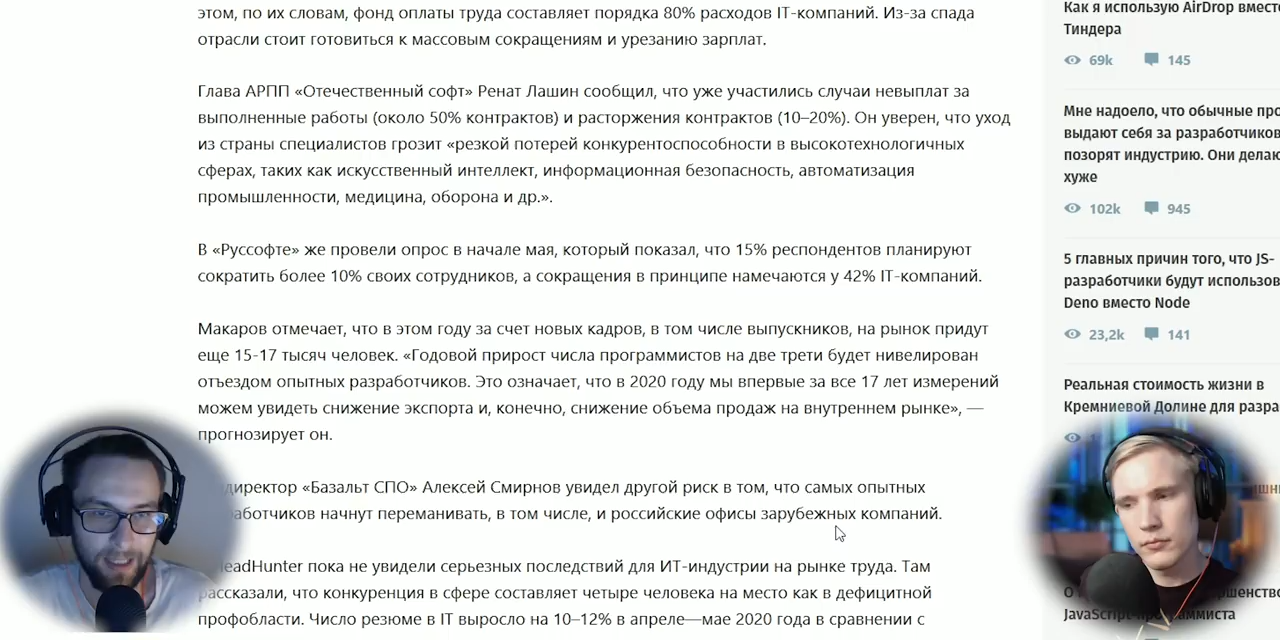 этом, по их словам, фонд оплаты труда составляет порядка 80% расходов IT-компаний. Из-за спада
отрасли стоит готовиться к массовым сокращениям и урезанию зарплат.
Глава АРПП «Отечественный софт» Ренат Лашин сообщил, что уже участились случаи невыплат за
выполненные работы (около 50% контрактов) и расторжения контрактов (10–20%). Он уверен, что уход
из страны специалистов грозит «резкой потерей конкурентоспособности в высокотехнологичных
сферах, таких как искусственный интеллект, информационная безопасность, автоматизация
промышленности, медицина, оборона и др.».
В «Руссофте» же провели опрос в начале мая, который показал, что 15% респондентов планируют
сократить более 10% своих сотрудников, а сокращения в принципе намечаются у 42% IT-компаний.
Макаров отмечает, что в этом году за счет новых кадров, в том числе выпускников, на рынок придут
еще 15-17 тысяч человек. «Годовой прирост числа программистов на две трети будет нивелирован
отъездом опытных разработчиков. Это означает, что в 2020 году мы впервые за все 17 лет измерений
можем увидеть снижение экспорта и, конечно, снижение объема продаж на внутреннем рынке», —
прогнозирует он.
директор «Базальт СПО» Алексей Смирнов увидел другой риск в том, что самых опытных
работчиков начнут переманивать, в том числе, и российские офисы зарубежных компаний.
HeadHunter пока не увидели серьезных последствий для ИТ-индустрии на рынке труда. Там
рассказали, что конкуренция в сфере составляет четыре человека на место как в дефицитной
профобласти. Число резюме в IT выросло на 10–12% в апреле—мае 2020 года в сравнении с
Как я использую AirDrop вместо
Тиндера
69k 145
Мне надоело, что обычные про
выдают себя за разработчиков
позорят индустрию. Они делаю
хуже
102k 945
5 главных причин того, что JS-
разработчики будут использов
Deno вместо Node
23,2k 141
Реальная стоимость жизни в
Кремниевой Долине для разра